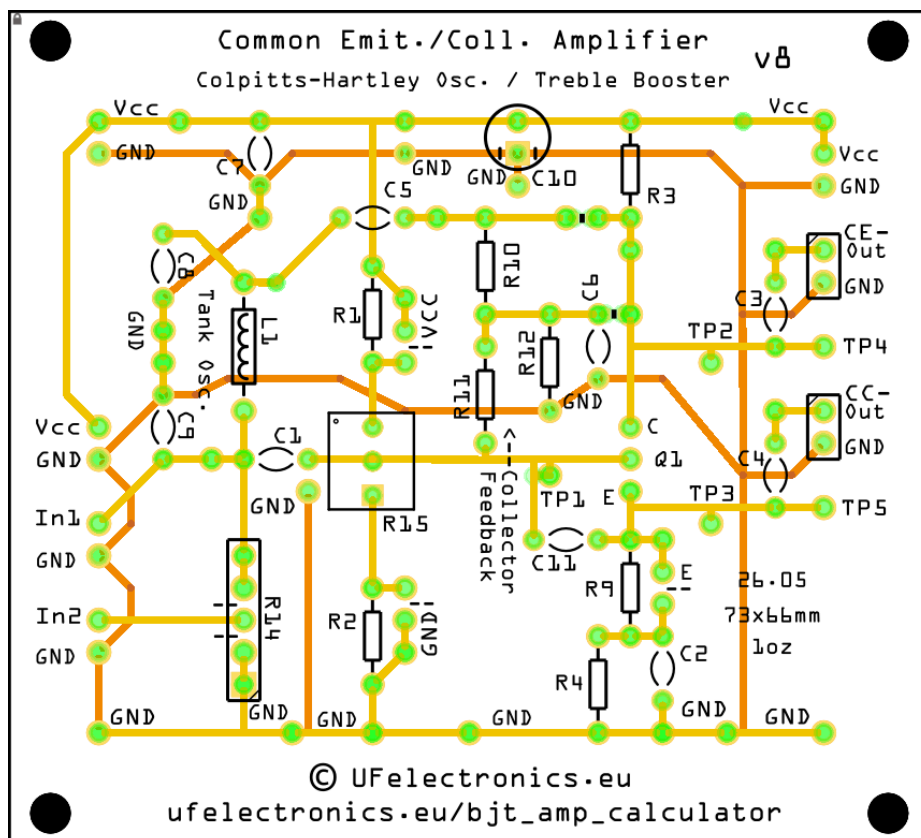 Common Emit./Coll. Amplifier
v8
Colpitts-Hartley Osc. / Treble Booster
Vcc
Vcc
GND
C7
GND
GND
C10
Vcc
GND
R3
C5
GND
C8
R10
C6
CE-
Out
GND
C3
Tank Osc.
L1
R1
VCC
GND
R12
TP2
TP4
R11
GND
CC-
Out
GND
C4
C9
Vcc
GND
C1
C
Q1
<--Collector
Feedback
TP1
E
TP3
TP5
GND
R15
In1
GND
C11
R14
R9
E
26.05
73x66mm
1oz
In2
GND
R2
GND
R4
C2
GND
GND
GND
GND
GND
GND
© UFelectronics.eu
ufelectronics.eu/bjt_amp_calculator